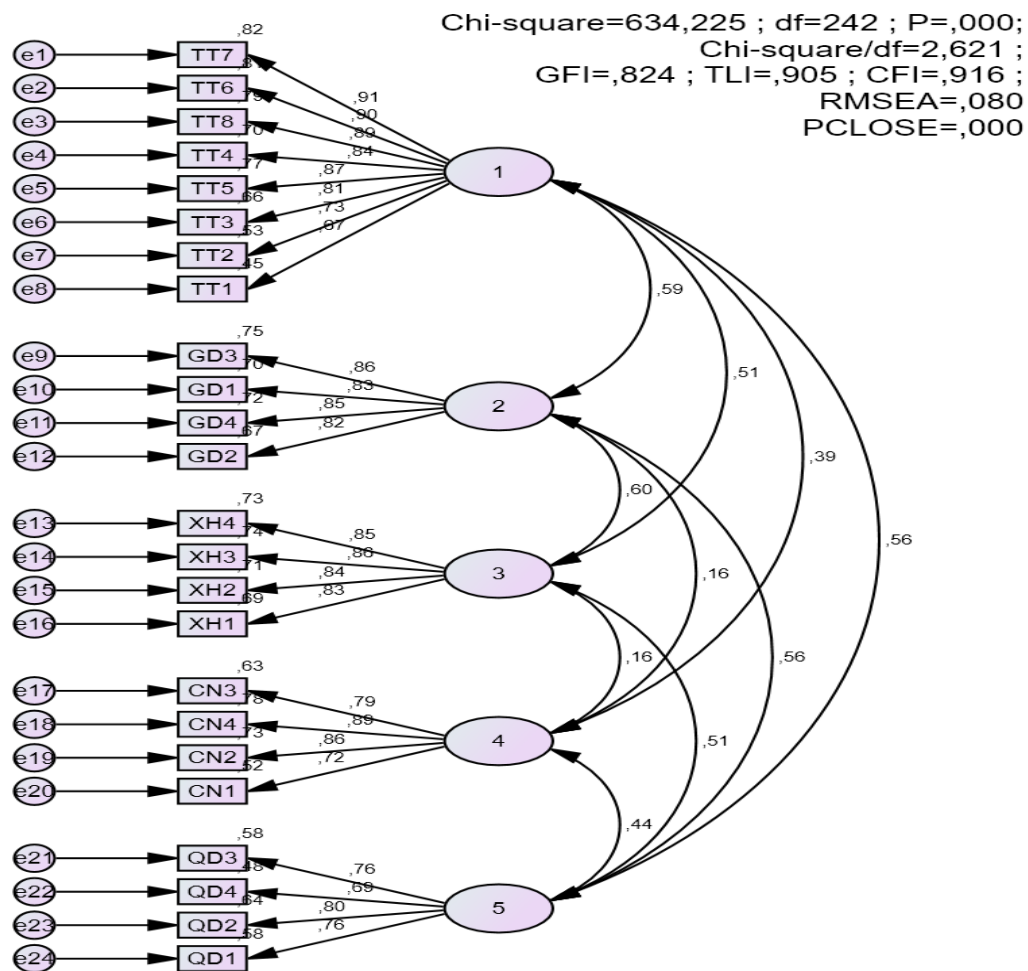 Chi-square=634,225 ; df=242 ; P=,000;
Chi-square/df=2,621 ;
GFI=,824 ; TLI=,905 ; CFI=,916 ;
RMSEA=,080
PCLOSE=,000
,82
e1 TT7
,81
e2 TT6 ,91
,79
e3 TT8 ,90
,70
e4 TT4 ,89
,77
e5 TT5 ,84 1
,66
e6 TT3 ,87
,53
e7 TT2 ,81
,45
e8 TT1 ,73
,67
,59
,75
e9 GD3 ,86
,70
e10 GD1 ,83
,72
e11 GD4 ,85 2
,67
e12 GD2 ,82
,51
,39
,60
,73
e13 XH4 ,85
,74
e14 XH3 ,86
,71
e15 XH2 ,84 3
,69
e16 XH1 ,83
,56
,16
,16
,56
,63
e17 CN3 ,79
,78
e18 CN4 ,89
,73
e19 CN2 ,86 4
,52
e20 CN1 ,72
,51
,44
,58
e21 QD3 ,76
,48
e22 QD4 ,69
,64
e23 QD2 ,80 5
,58
e24 QD1 ,76